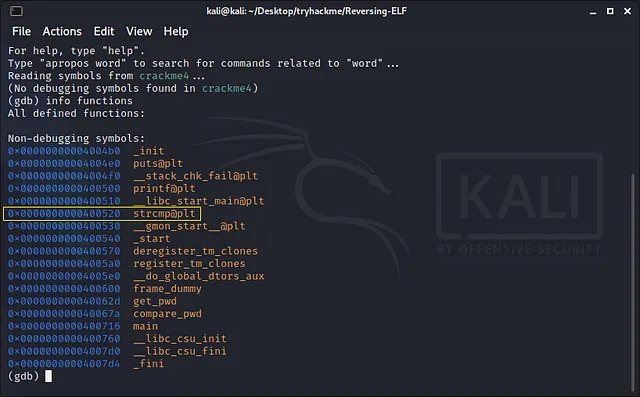 kali@kali: ~/Desktop/tryhackme/Reversing-ELF
File Actions Edit View Help
For help, type "help".
Type "apropos word" to search for commands related to "word"...
Reading symbols from crackme4...
(No debugging symbols found in crackme4)
(gdb) info functions
All defined functions:
Non-debugging symbols:
0x00000000004004b0 _init
0x00000000004004e0 puts@plt
0x00000000004004f0 __stack_chk_fail@plt
0x0000000000400500 printf@plt
0x0000000000400510 __libc_start_main@plt
0x0000000000400520 strcmp@plt
0x0000000000400530 __gmon_start__@plt
0x0000000000400540 _start
0x0000000000400570 deregister_tm_clones
0x00000000004005a0 register_tm_clones
0x00000000004005e0 __do_global_dtors_aux
0x0000000000400600 frame_dummy
0x000000000040062d get_pwd
0x000000000040067a compare_pwd
0x0000000000400716 main
0x0000000000400760 __libc_csu_init
0x00000000004007d0 __libc_csu_fini
0x00000000004007d4 _fini
(gdb)
KALI
BY OFFENSIVE SECURITY